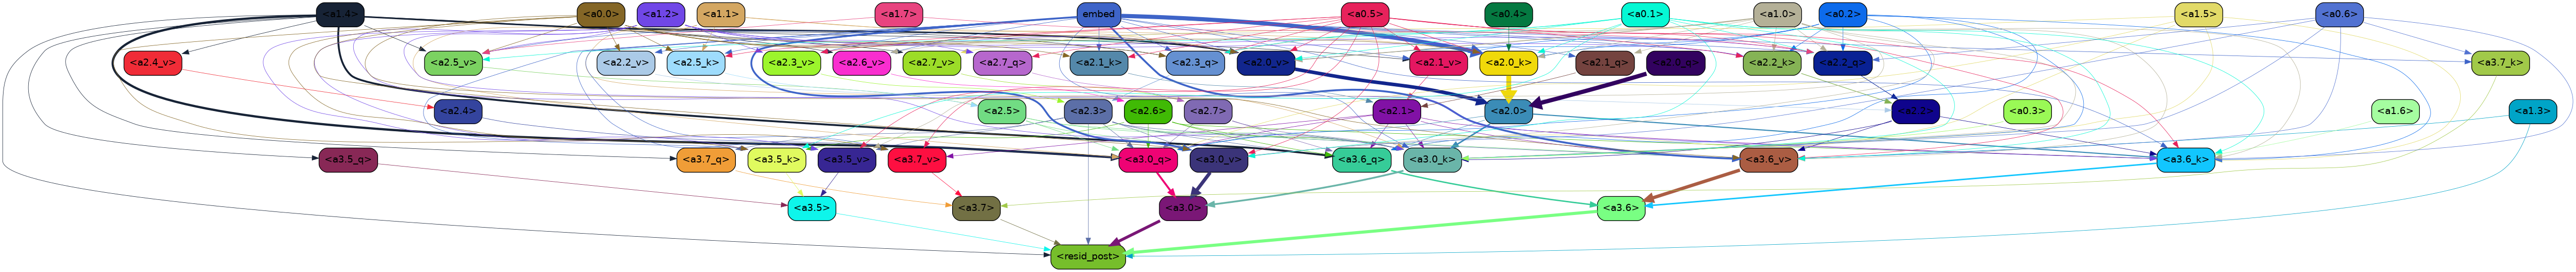 <a1.4> <a0.0> <a1.2> <a1.1> <a1.7> embed <a0.5> <a0.4> <a0.1> <a1.0> <a0.2> <a1.5> <a0.6>
<a2.4_v> <a2.5_v> <a2.2_v> <a2.5_k> <a2.3_v> <a2.6_v> <a2.7_v> <a2.7_q> <a2.1_k> <a2.3_q> <a2.0_v> <a2.1_v> <a2.0_k> <a2.1_q> <a2.0_q> <a2.2_k> <a2.2_q> <a3.7_k>
<a2.4> <a2.5> <a2.3> <a2.6> <a2.7> <a2.1> <a2.0> <a2.2> <a0.3> <a1.6> <a1.3>
<a3.5_q> <a3.7_q> <a3.5_k> <a3.5_v> <a3.7_v> <a3.0_q> <a3.0_v> <a3.6_q> <a3.0_k> <a3.6_v> <a3.6_k>
<a3.5> <a3.7> <a3.0> <a3.6>
<resid_post>